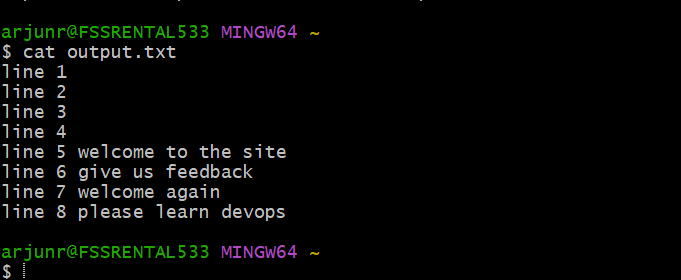 arjunr@FSSRENTAL533 MINGW64 ~
$ cat output.txt
line 1
line 2
line 3
line 4
line 5 welcome to the site
line 6 give us feedback
line 7 welcome again
line 8 please learn devops
arjunr@FSSRENTAL533 MINGW64 ~
$